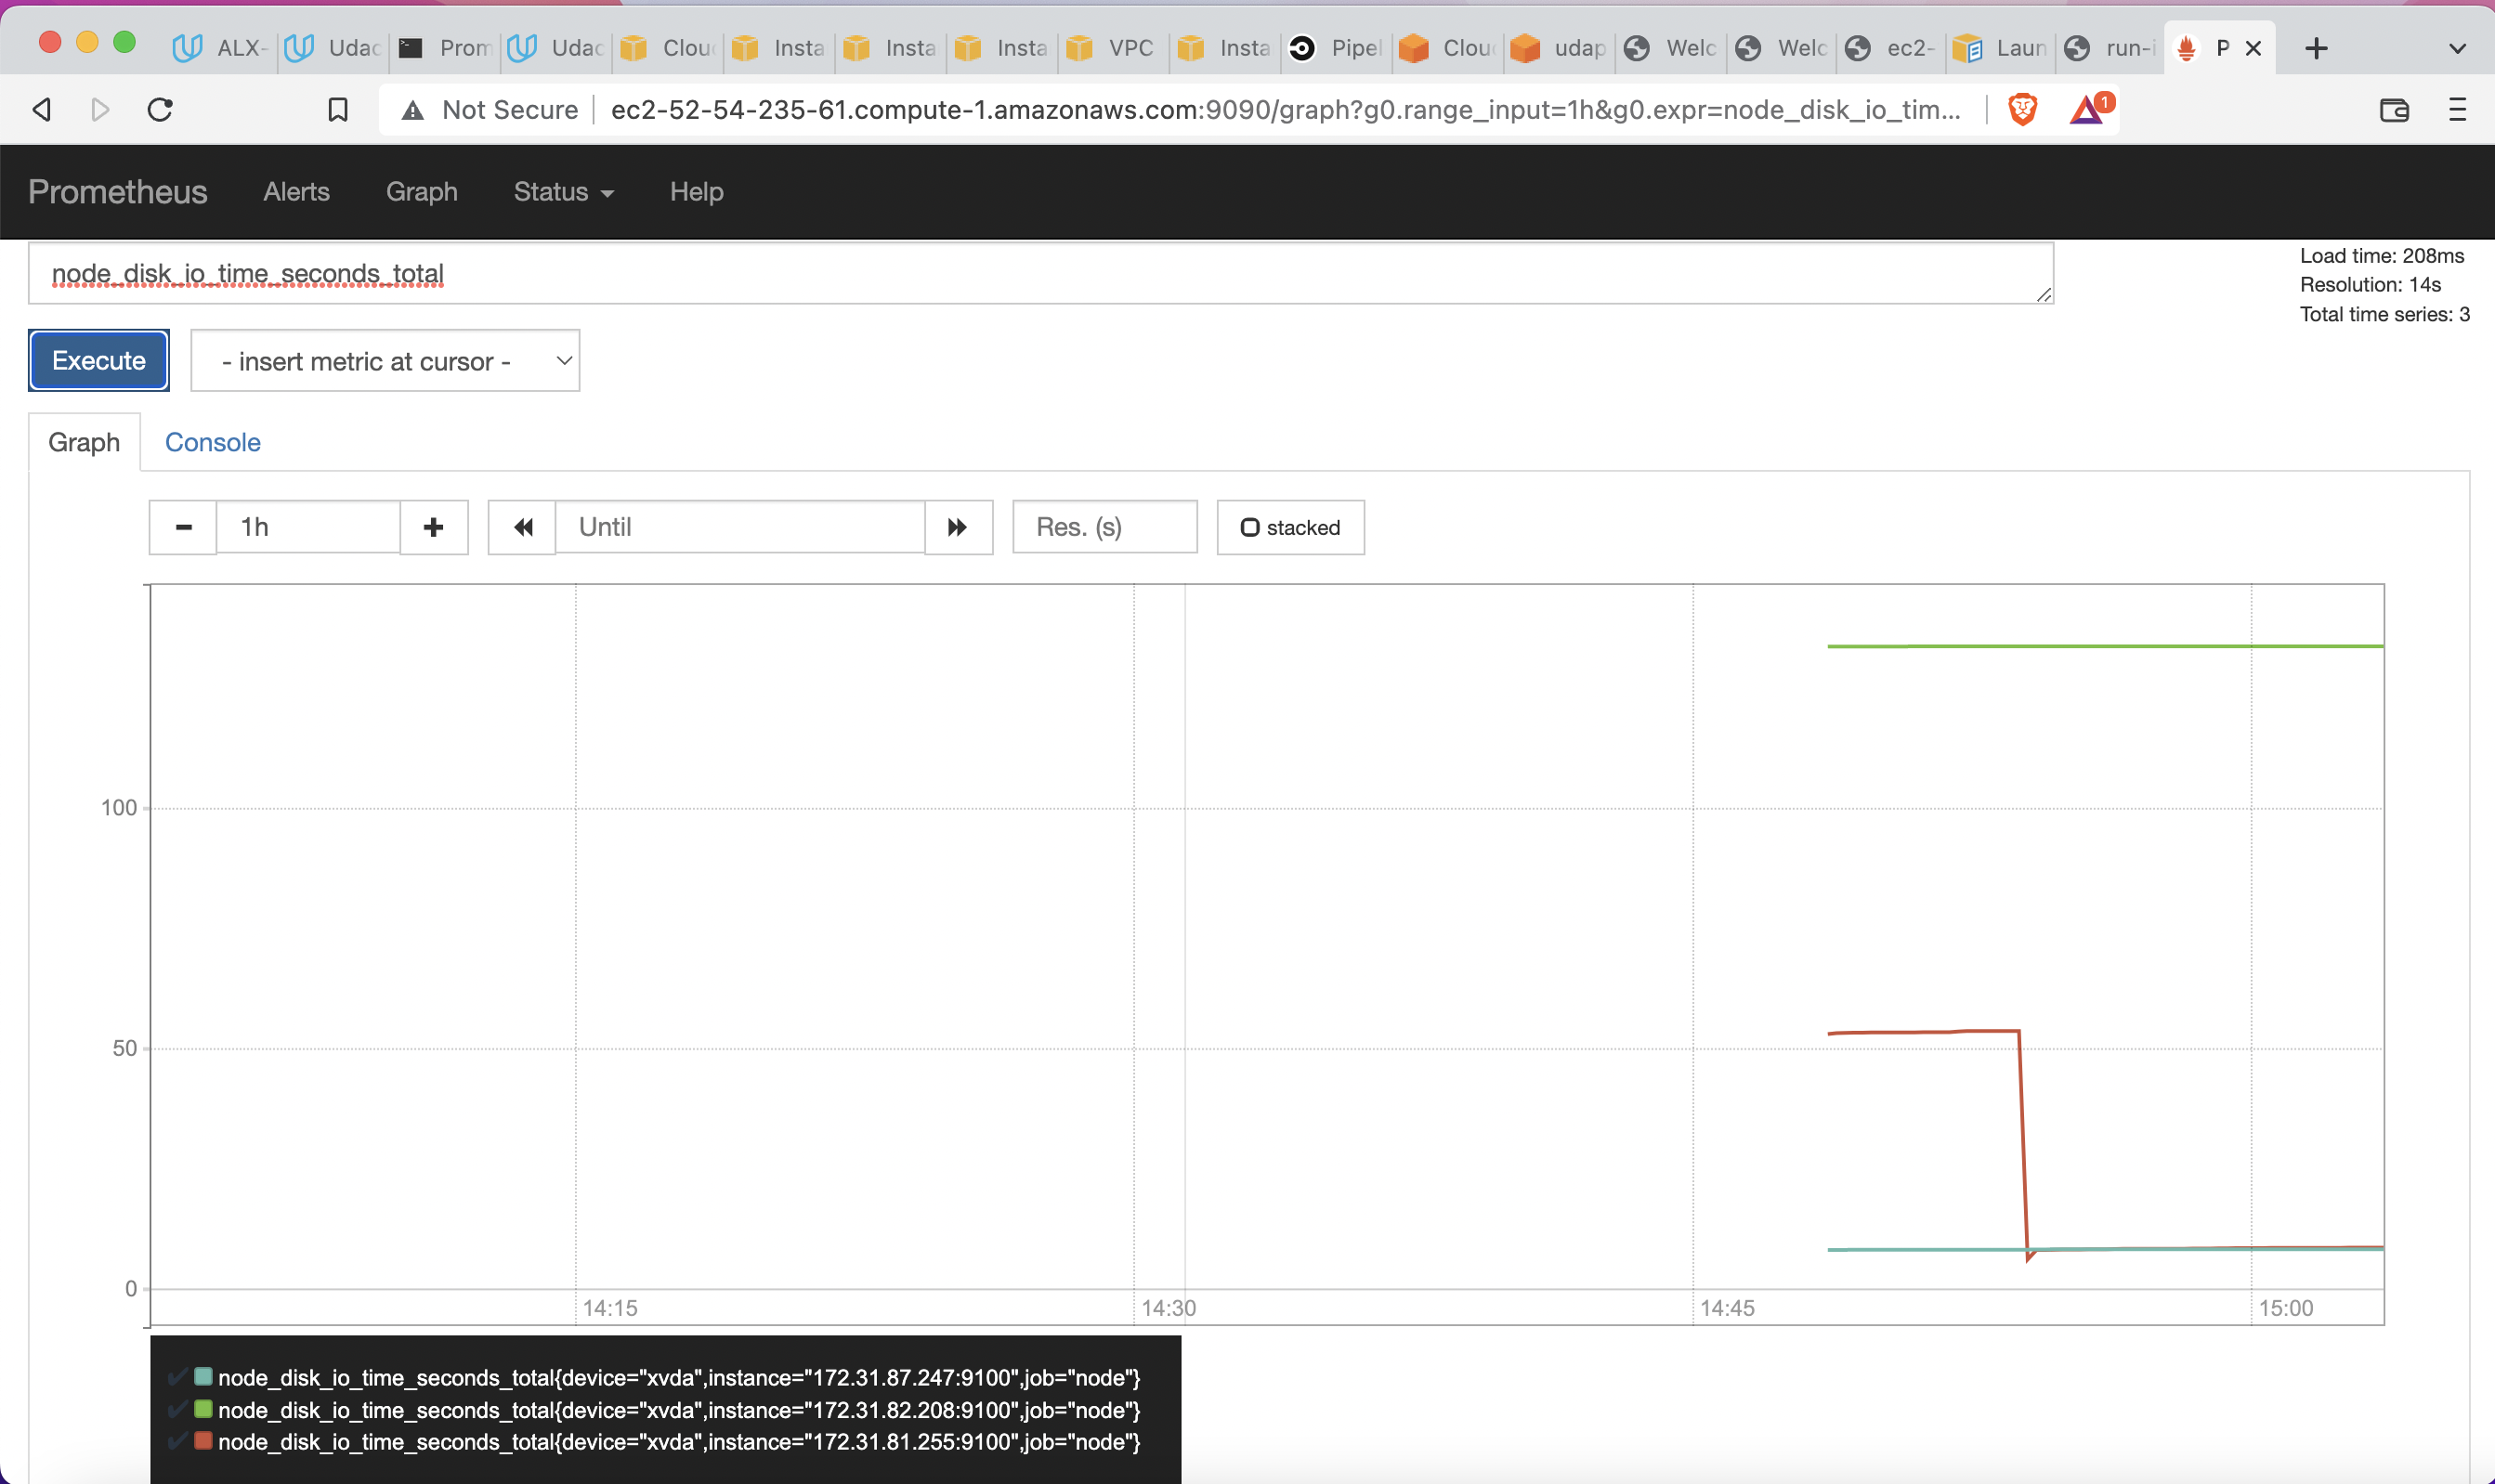 ALX-
Udac
Prom
Udac
Clou
Insta
Insta
Insta
VPC
Insta
Pipel
Clou
udap
Welc
Welc
ec2-
Laun
run-i
P
Not Secure
ec2-52-54-235-61.compute-1.amazonaws.com:9090/graph?g0.range_input=1h&g0.expr=node_disk_io_tim...
1
Prometheus Alerts Graph Status Help
node_disk_io_time_seconds_total
Load time: 208ms
Resolution: 14s
Total time series: 3
Execute
- insert metric at cursor -
Graph Console
1h
Until
Res. (s)
stacked
100
50
0
14:15
14:30
14:45
15:00
node_disk_io_time_seconds_total{device="xvda",instance="172.31.87.247:9100",job="node"}
node_disk_io_time_seconds_total{device="xvda",instance="172.31.82.208:9100",job="node"}
node_disk_io_time_seconds_total{device="xvda",instance="172.31.81.255:9100",job="node"}